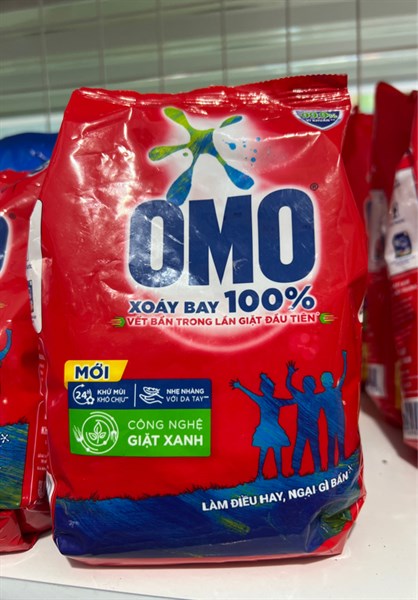 OMO
XOÁY BAY 100%
VẾT BẨN TRONG LẦN GIẶT ĐẦU TIÊN*
MỚI
24H KHỬ MÙI KHÓ CHỊU**
NHẸ NHÀNG VỚI DA TAY***
CÔNG NGHỆ
GIẶT XANH
LÀM ĐIỀU HAY, NGẠI GÌ BẨN